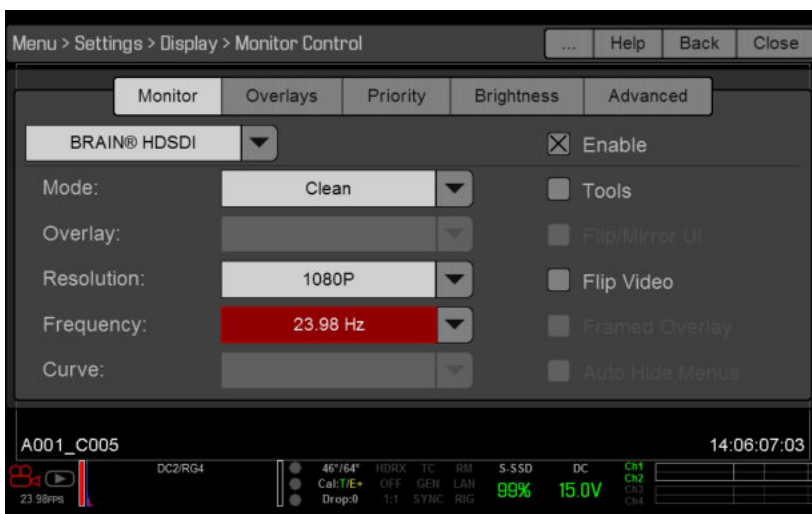 Menu > Settings > Display > Monitor Control ... Help Back Close
Monitor Overlays Priority Brightness Advanced
BRAIN® HDSDI Enable
Mode: Clean Tools
Overlay: Flip/Mirror UI
Resolution: 1080P Flip Video
Frequency: 23.98 Hz Framed Overlay
Curve: Auto Hide Menus
A001_C005 14:06:07:03
DC2/RG4 46°/64° HDRX TC RM S-SSD DC Ch1
Cal:T/E+ OFF GEN LAN 99% 15.0V Ch2
23.98FPS Drop:0 1:1 SYNC RIG Ch3
Ch4